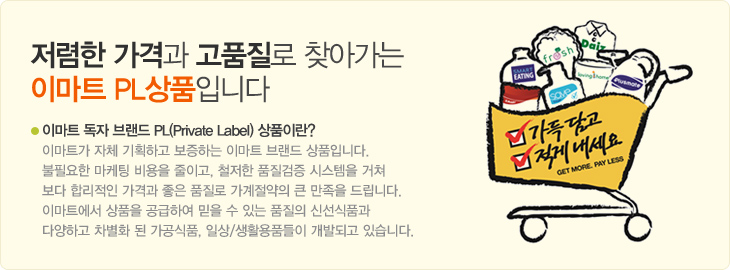 저렴한 가격과 고품질로 찾아가는
이마트 PL상품입니다
이마트 독자 브랜드 PL(Private Label) 상품이란?
이마트가 자체 기획하고 보증하는 이마트 브랜드 상품입니다.
불필요한 마케팅 비용을 줄이고, 철저한 품질검증 시스템을 거쳐
보다 합리적인 가격과 좋은 품질로 가계절약의 큰 만족을 드립니다.
이마트에서 상품을 공급하여 믿을 수 있는 품질의 신선식품과
다양하고 차별화 된 가공식품, 일상/생활용품들이 개발되고 있습니다.
fresh
Daiz
SMART
EATING
Plusmate
가득 담고
적게 내세요
GET MORE. PAY LESS